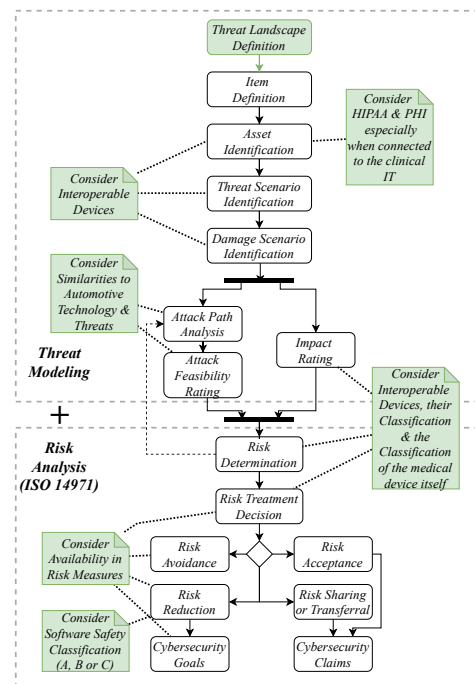 Threat Landscape
Definition
Item
Definition
Consider
HIPAA & PHI
especially
when connected
to the clinical
IT
Asset
Identification
Consider
Interoperable
Devices
Threat Scenario
Identification
Damage Scenario
Identification
Consider
Similarities to
Automotive
Technology &
Threats
Attack Path
Analysis
Impact
Rating
Threat
Modeling
Attack
Feasibility
Rating
Consider
Interoperable
Devices, their
Classification
& the
Classification
of the medical
device itself
+
Risk
Analysis
(ISO 14971)
Risk
Determination
Risk Treatment
Decision
Consider
Availability in
Risk Measures
Risk
Avoidance
Risk
Acceptance
Consider
Software Safety
Classification
(A, B or C)
Risk
Reduction
Risk Sharing
or Transferral
Cybersecurity
Goals
Cybersecurity
Claims